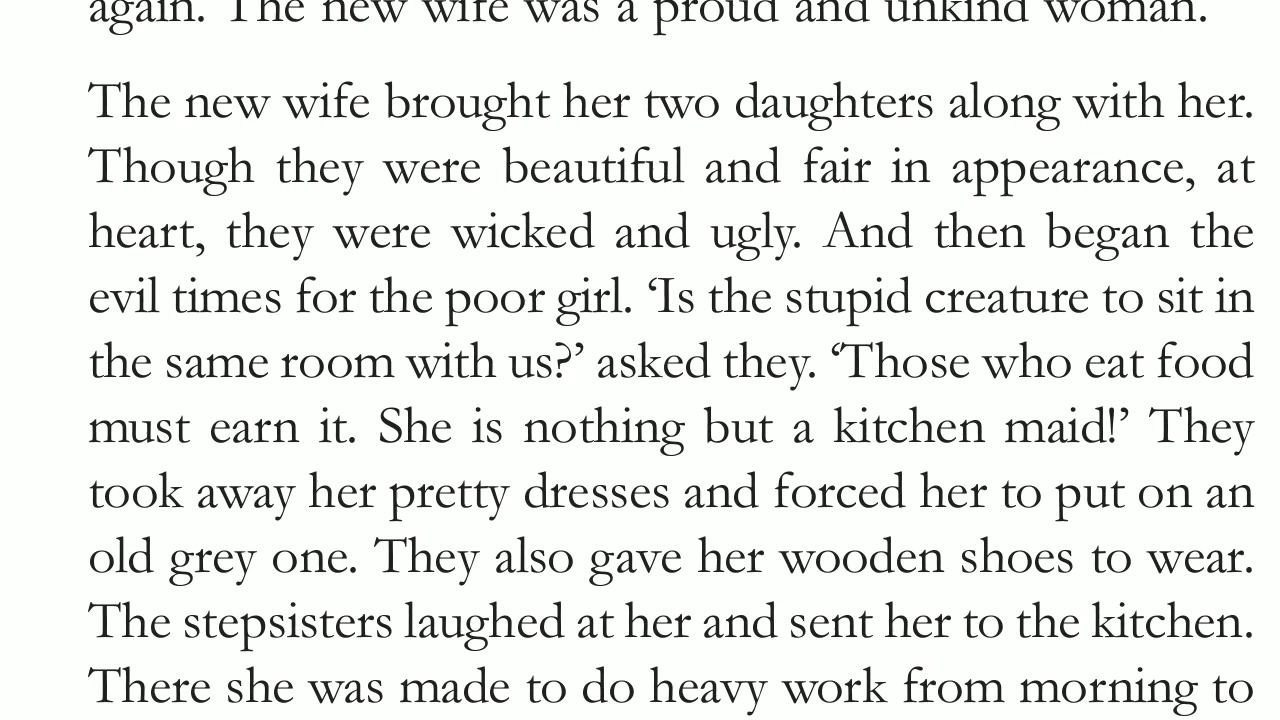 again. The new wife was a proud and unkind woman.
The new wife brought her two daughters along with her.
Though they were beautiful and fair in appearance, at
heart, they were wicked and ugly. And then began the
evil times for the poor girl. ‘Is the stupid creature to sit in
the same room with us?’ asked they. ‘Those who eat food
must earn it. She is nothing but a kitchen maid!’ They
took away her pretty dresses and forced her to put on an
old grey one. They also gave her wooden shoes to wear.
The stepsisters laughed at her and sent her to the kitchen.
There she was made to do heavy work from morning to